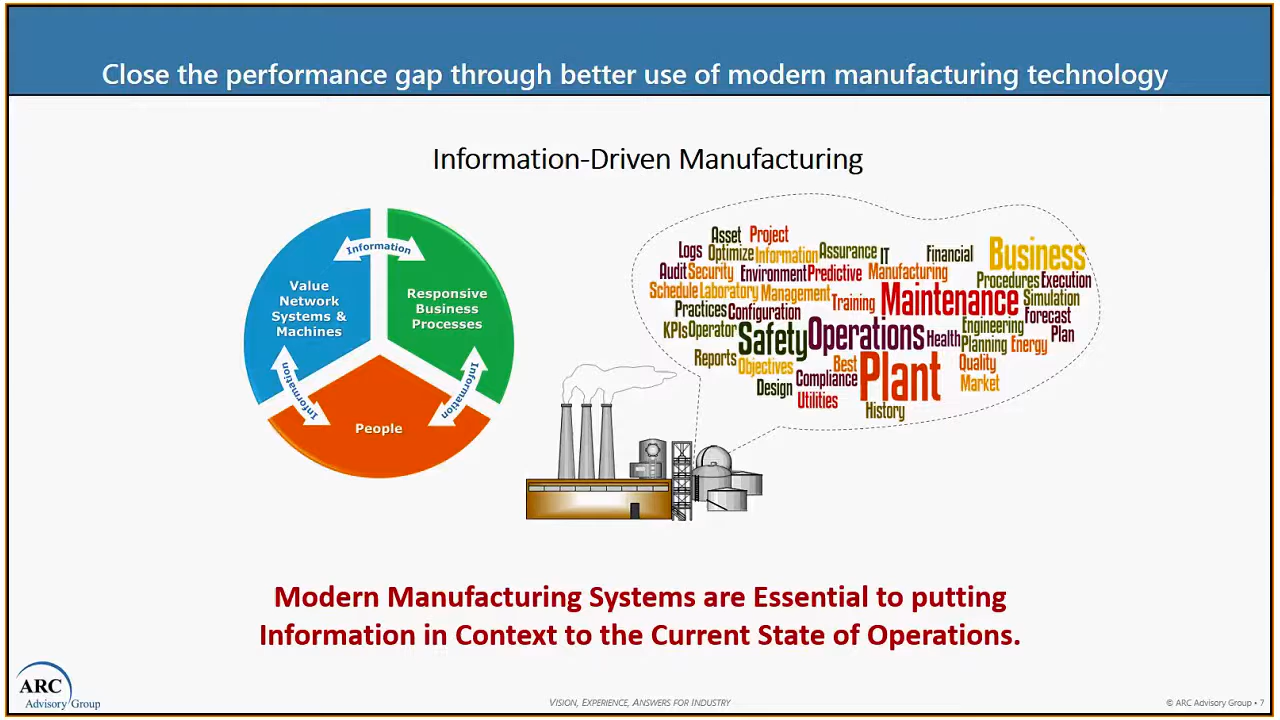 Close the performance gap through better use of modern manufacturing technology
Information-Driven Manufacturing
Information
Value
Network
Systems &
Machines
Responsive
Business
Processes
Information
Information
People
Asset Project
Logs Optimize Information Assurance IT Financial Business
Audit Security Environment Predictive Manufacturing Procedures Execution
Schedule Laboratory Management Training Maintenance Simulation
Practices Configuration Forecast
KPIs Operator Safety Operations Health Engineering Planning Energy Plan
Reports Objectives Best Plant Quality
Design Compliance Market
Utilities History
Modern Manufacturing Systems are Essential to putting
Information in Context to the Current State of Operations.
ARC
Advisory Group
VISION, EXPERIENCE, ANSWERS FOR INDUSTRY
© ARC Advisory Group • 7